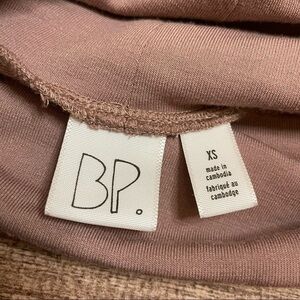 BP.
XS
made in
cambodia
fabriqué au
cambodge